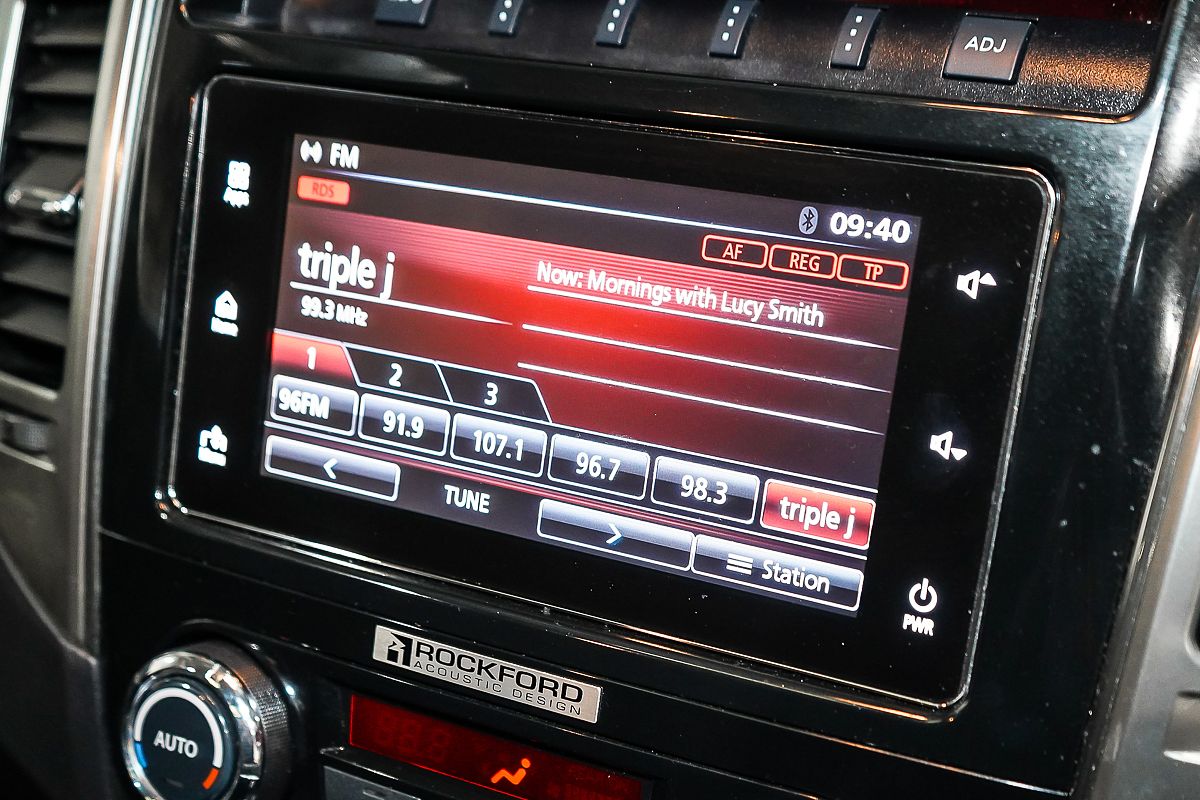 ADJ
FM
RDS
09:40
AF REG TP
Apps
triple j
Now: Mornings with Lucy Smith
99.3 MHz
1 2 3
96FM 91.9 107.1 96.7 98.3 triple j
TUNE
Station
PWR
ROCKFORD
ACOUSTIC DESIGN
AUTO